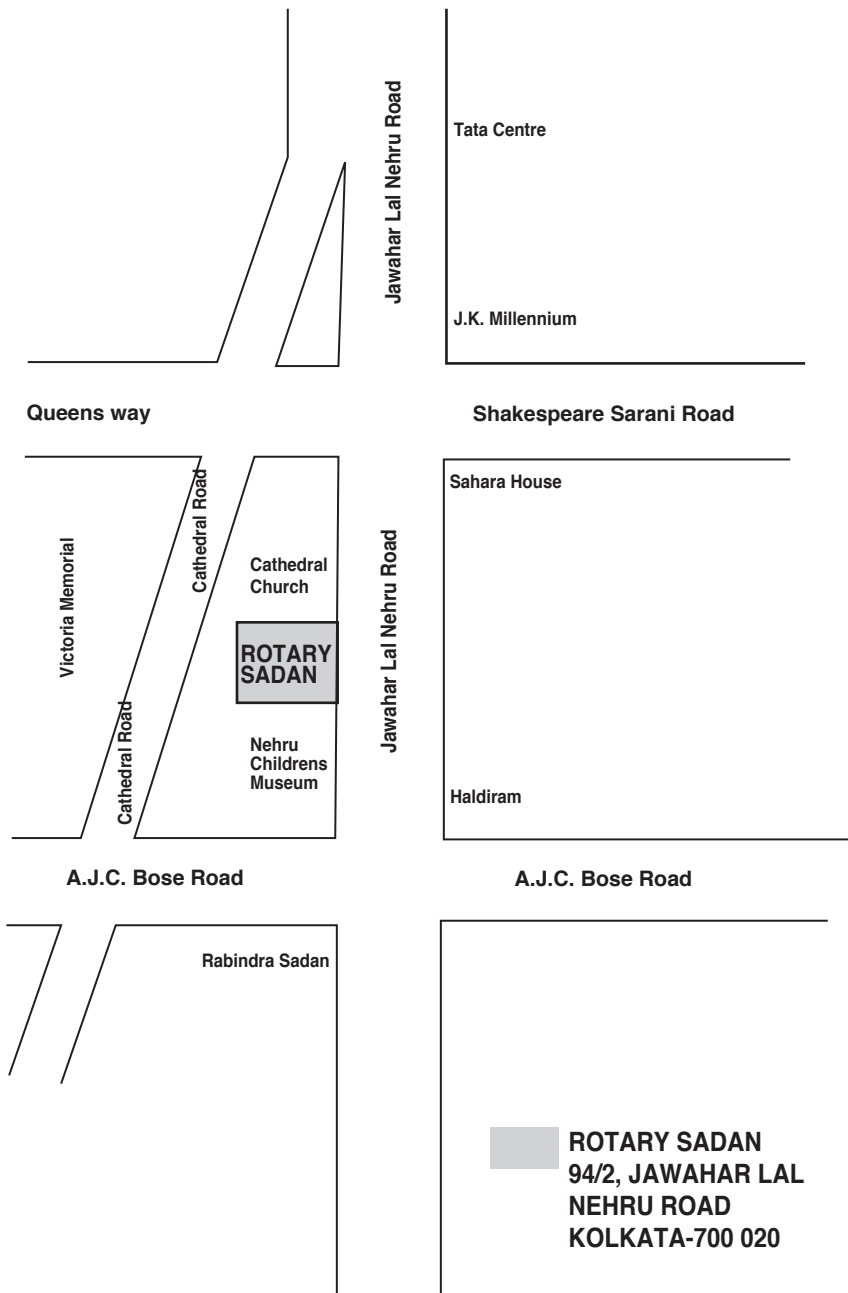 Jawahar Lal Nehru Road
Tata Centre
J.K. Millennium
Queens way
Shakespeare Sarani Road
Sahara House
Cathedral Road
Victoria Memorial
Cathedral
Church
Jawahar Lal Nehru Road
ROTARY
SADAN
Cathedral Road
Nehru
Childrens
Museum
Haldiram
A.J.C. Bose Road
A.J.C. Bose Road
Rabindra Sadan
ROTARY SADAN
94/2, JAWAHAR LAL
NEHRU ROAD
KOLKATA-700 020